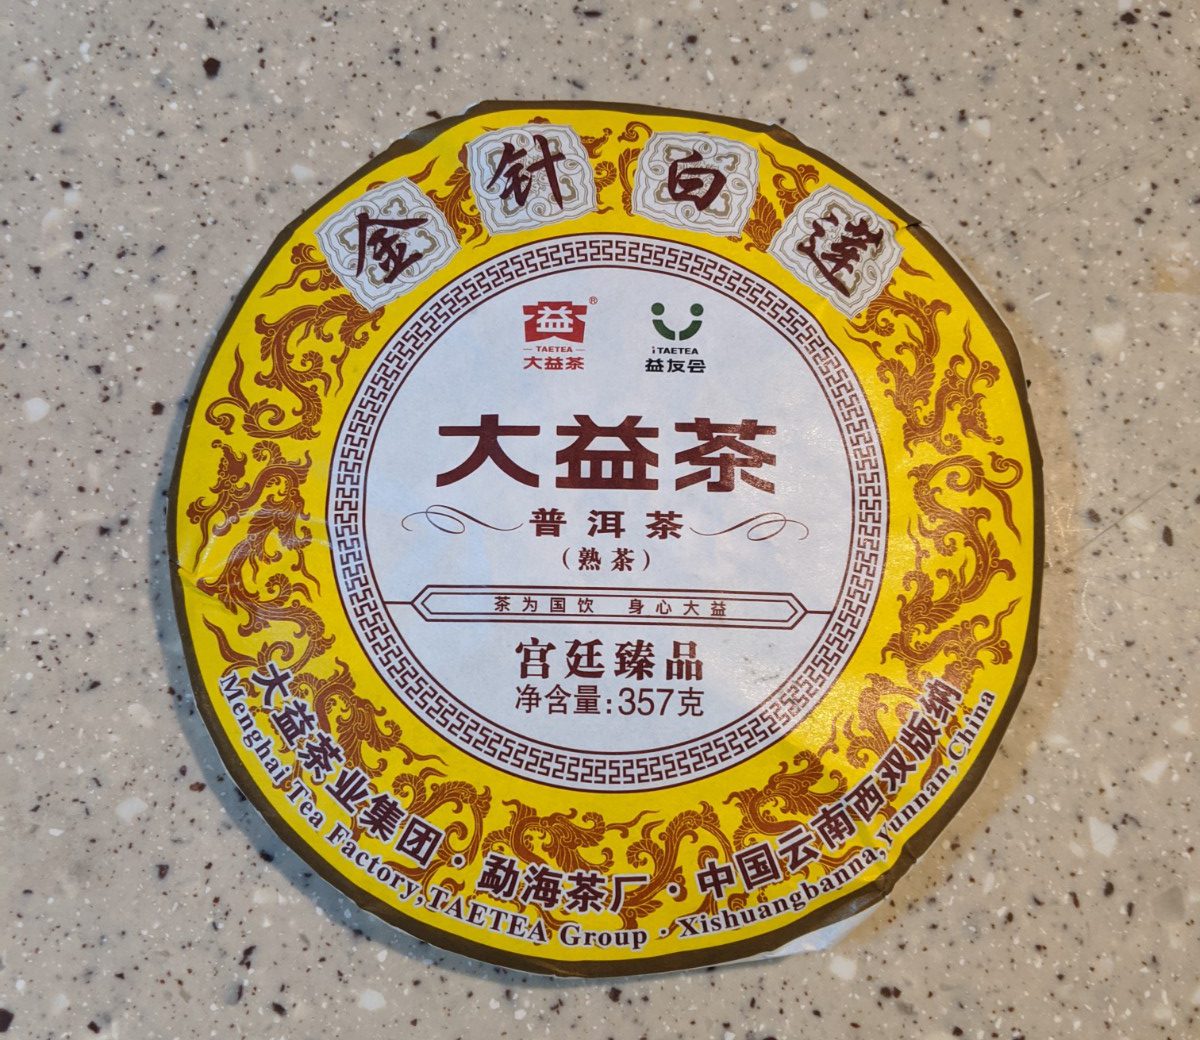 金针白莲
益®
TAETEA
大益茶
iTAETEA
益友会
大益茶
普洱茶
(熟茶)
茶为国饮 身心大益
宫廷臻品
净含量:357克
大益茶业集团·勐海茶厂·中国云南西双版纳
Menghai Tea Factory,TAETEA Group·Xishuangbanna,Yunnan,China